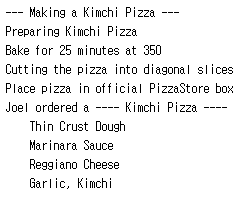 --- Making a Kimchi Pizza ---
Preparing Kimchi Pizza
Bake for 25 minutes at 350
Cutting the pizza into diagonal slices
Place pizza in official PizzaStore box
Joel ordered a ---- Kimchi Pizza ----
    Thin Crust Dough
    Marinara Sauce
    Reggiano Cheese
    Garlic, Kimchi